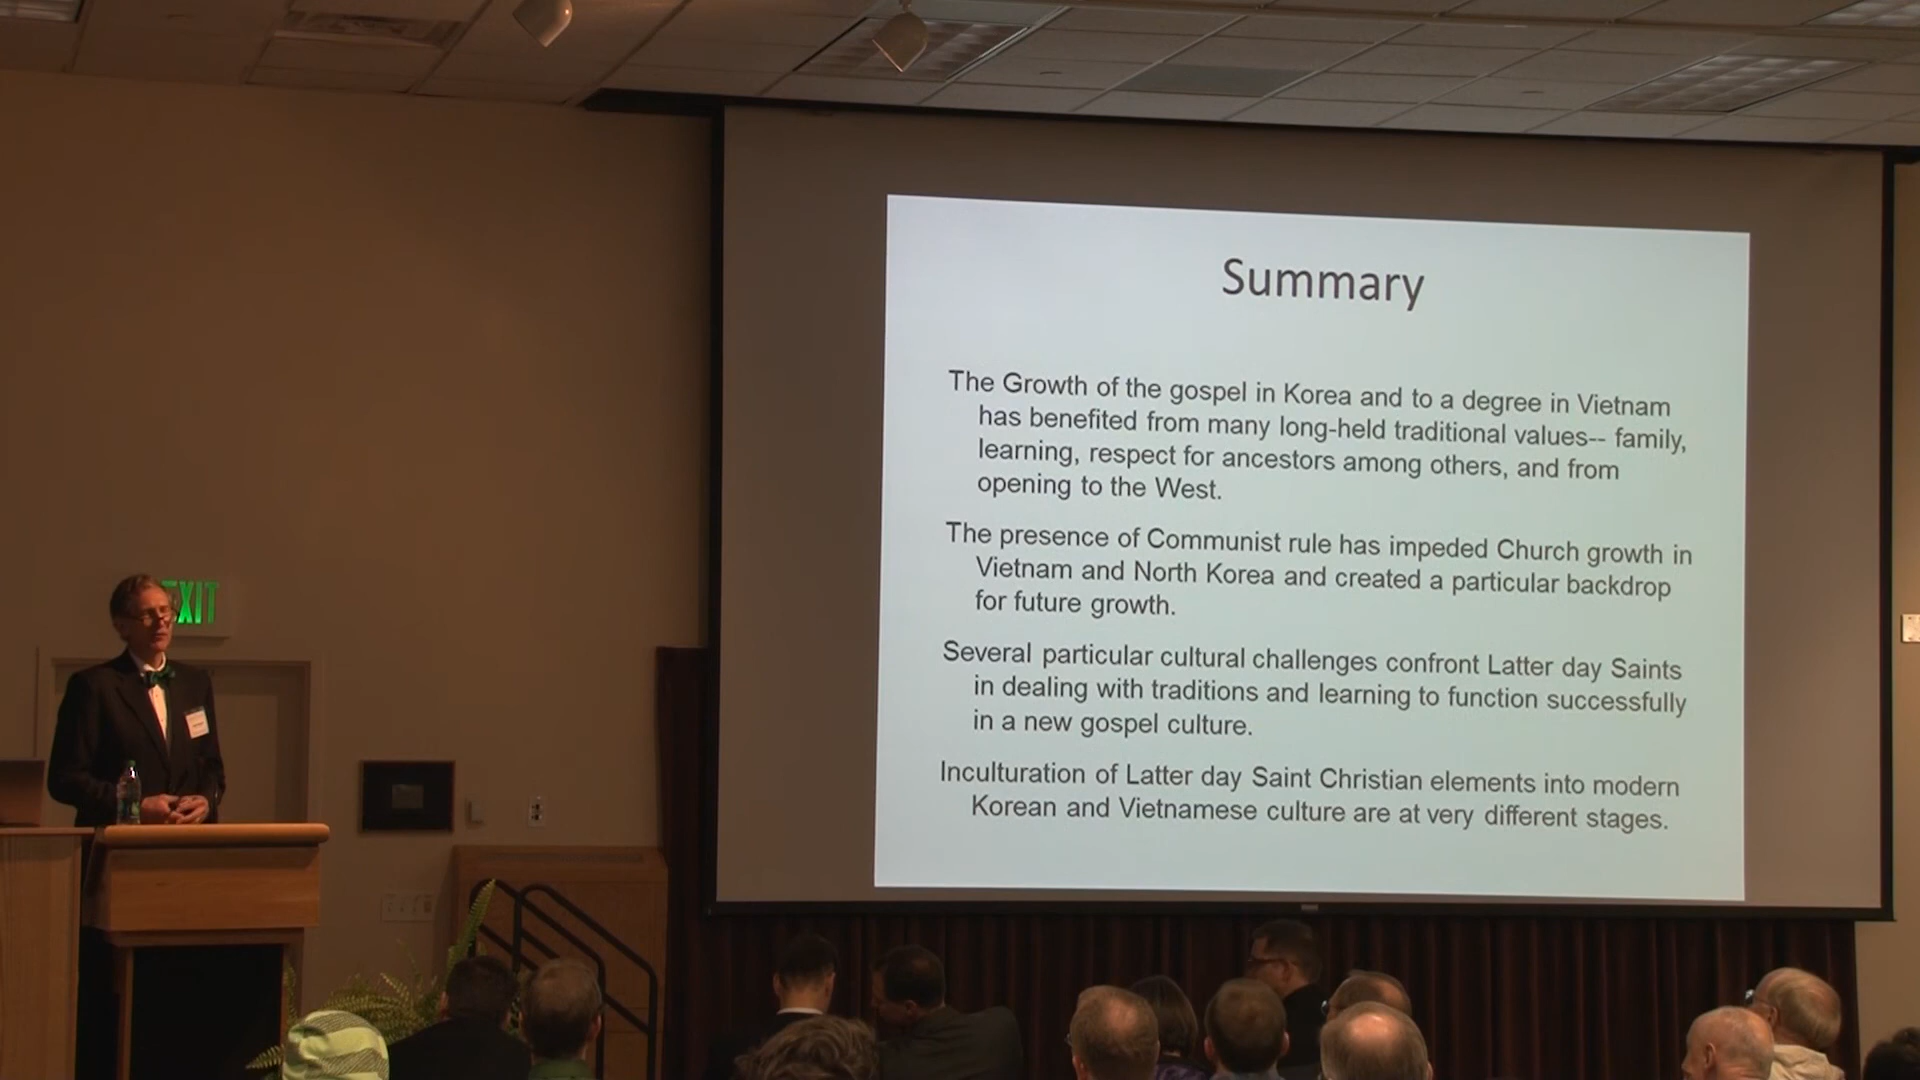 EXIT
Summary
The Growth of the gospel in Korea and to a degree in Vietnam
has benefited from many long-held traditional values-- family,
learning, respect for ancestors among others, and from
opening to the West.
The presence of Communist rule has impeded Church growth in
Vietnam and North Korea and created a particular backdrop
for future growth.
Several particular cultural challenges confront Latter day Saints
in dealing with traditions and learning to function successfully
in a new gospel culture.
Inculturation of Latter day Saint Christian elements into modern
Korean and Vietnamese culture are at very different stages.